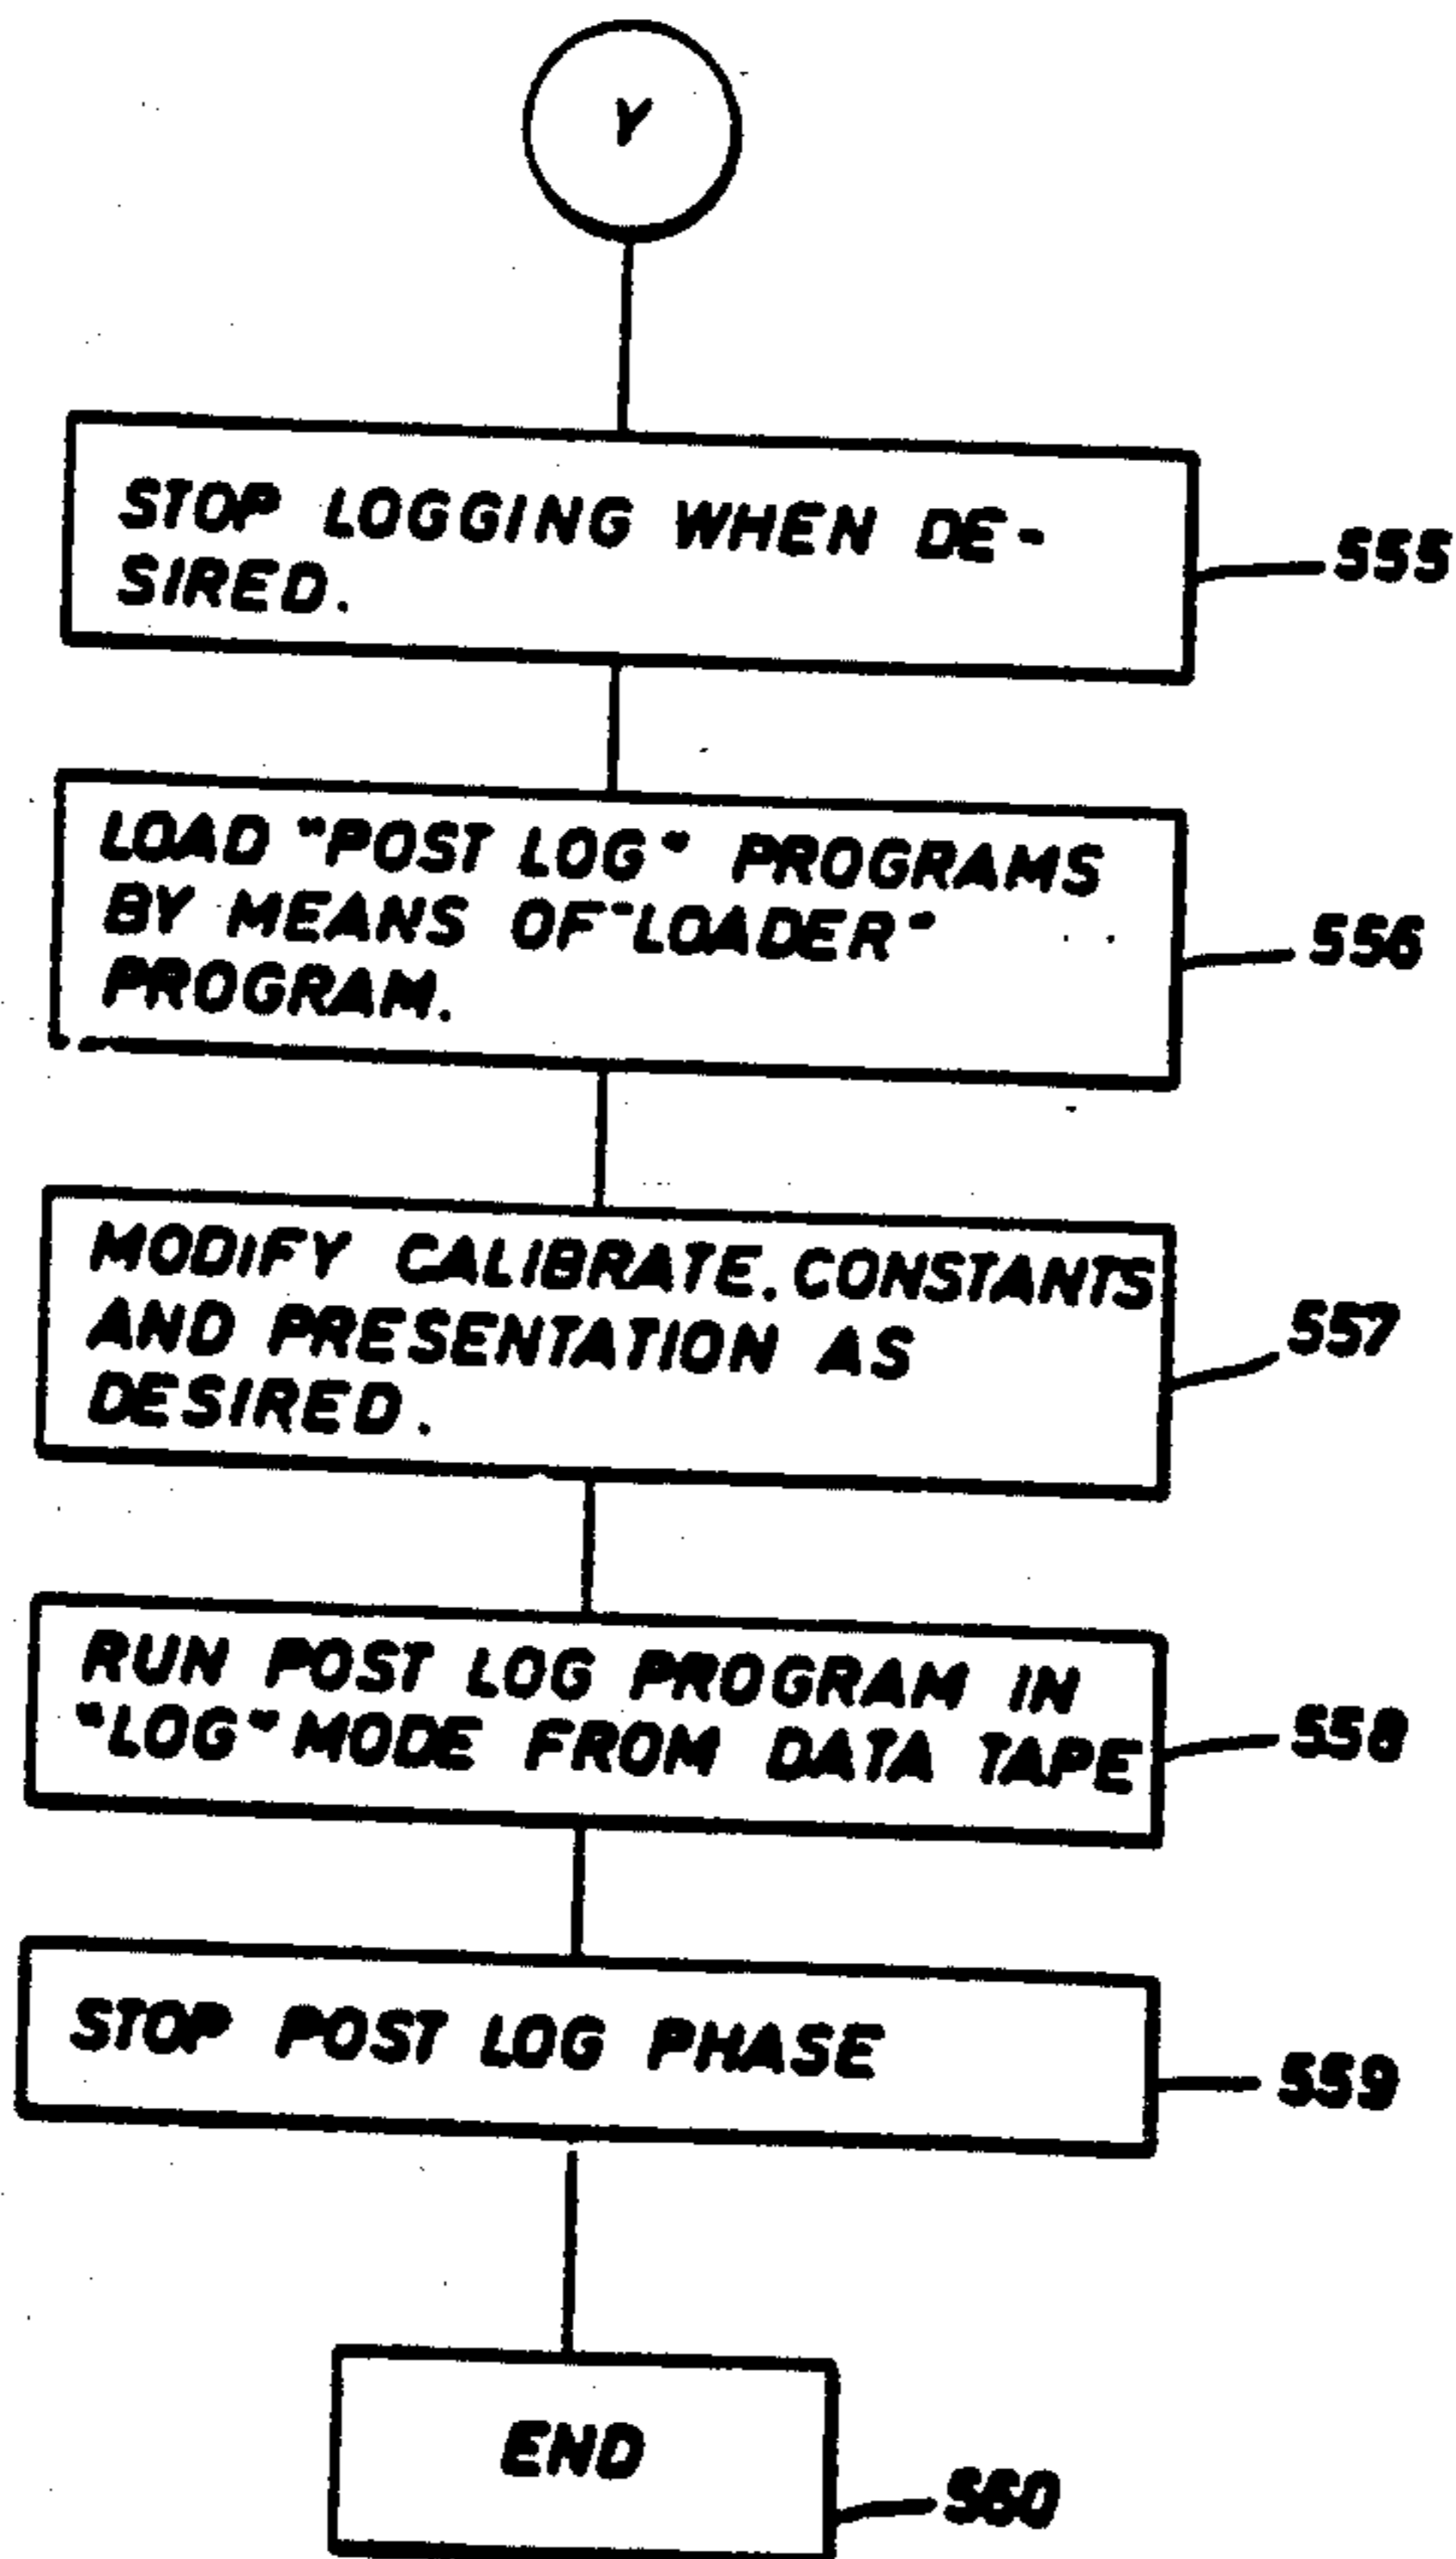 Y
STOP LOGGING WHEN DE-
SIRED.
555
LOAD "POST LOG" PROGRAMS
BY MEANS OF "LOADER"
PROGRAM.
556
MODIFY CALIBRATE. CONSTANTS
AND PRESENTATION AS
DESIRED.
557
RUN POST LOG PROGRAM IN
"LOG" MODE FROM DATA TAPE
558
STOP POST LOG PHASE
559
END
560